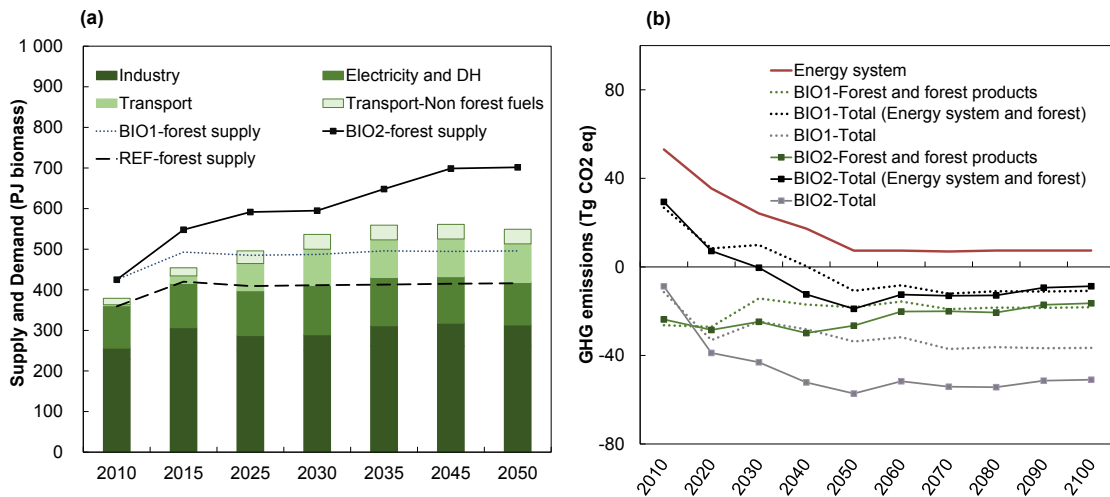 (a)
Supply and Demand (PJ biomass)
1 000
900
800
700
600
500
400
300
200
100
0
Industry
Electricity and DH
Transport
Transport-Non forest fuels
BIO1-forest supply
BIO2-forest supply
REF-forest supply
2010 2015 2025 2030 2035 2045 2050
(b)
GHG emissions (Tg CO2 eq)
80
40
0
-40
-80
Energy system
BIO1-Forest and forest products
BIO1-Total (Energy system and forest)
BIO1-Total
BIO2-Forest and forest products
BIO2-Total (Energy system and forest)
BIO2-Total
2010 2020 2030 2040 2050 2060 2070 2080 2090 2100